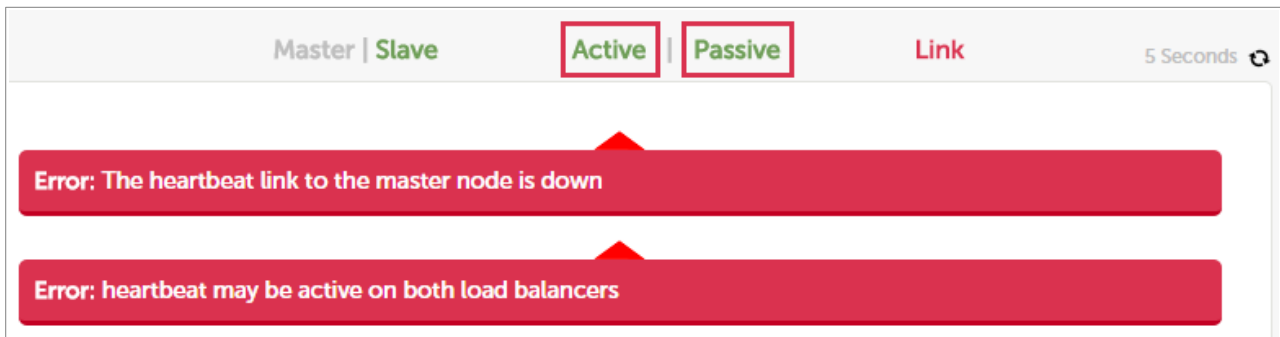 Master | Slave Active | Passive Link 5 Seconds
Error: The heartbeat link to the master node is down
Error: heartbeat may be active on both load balancers